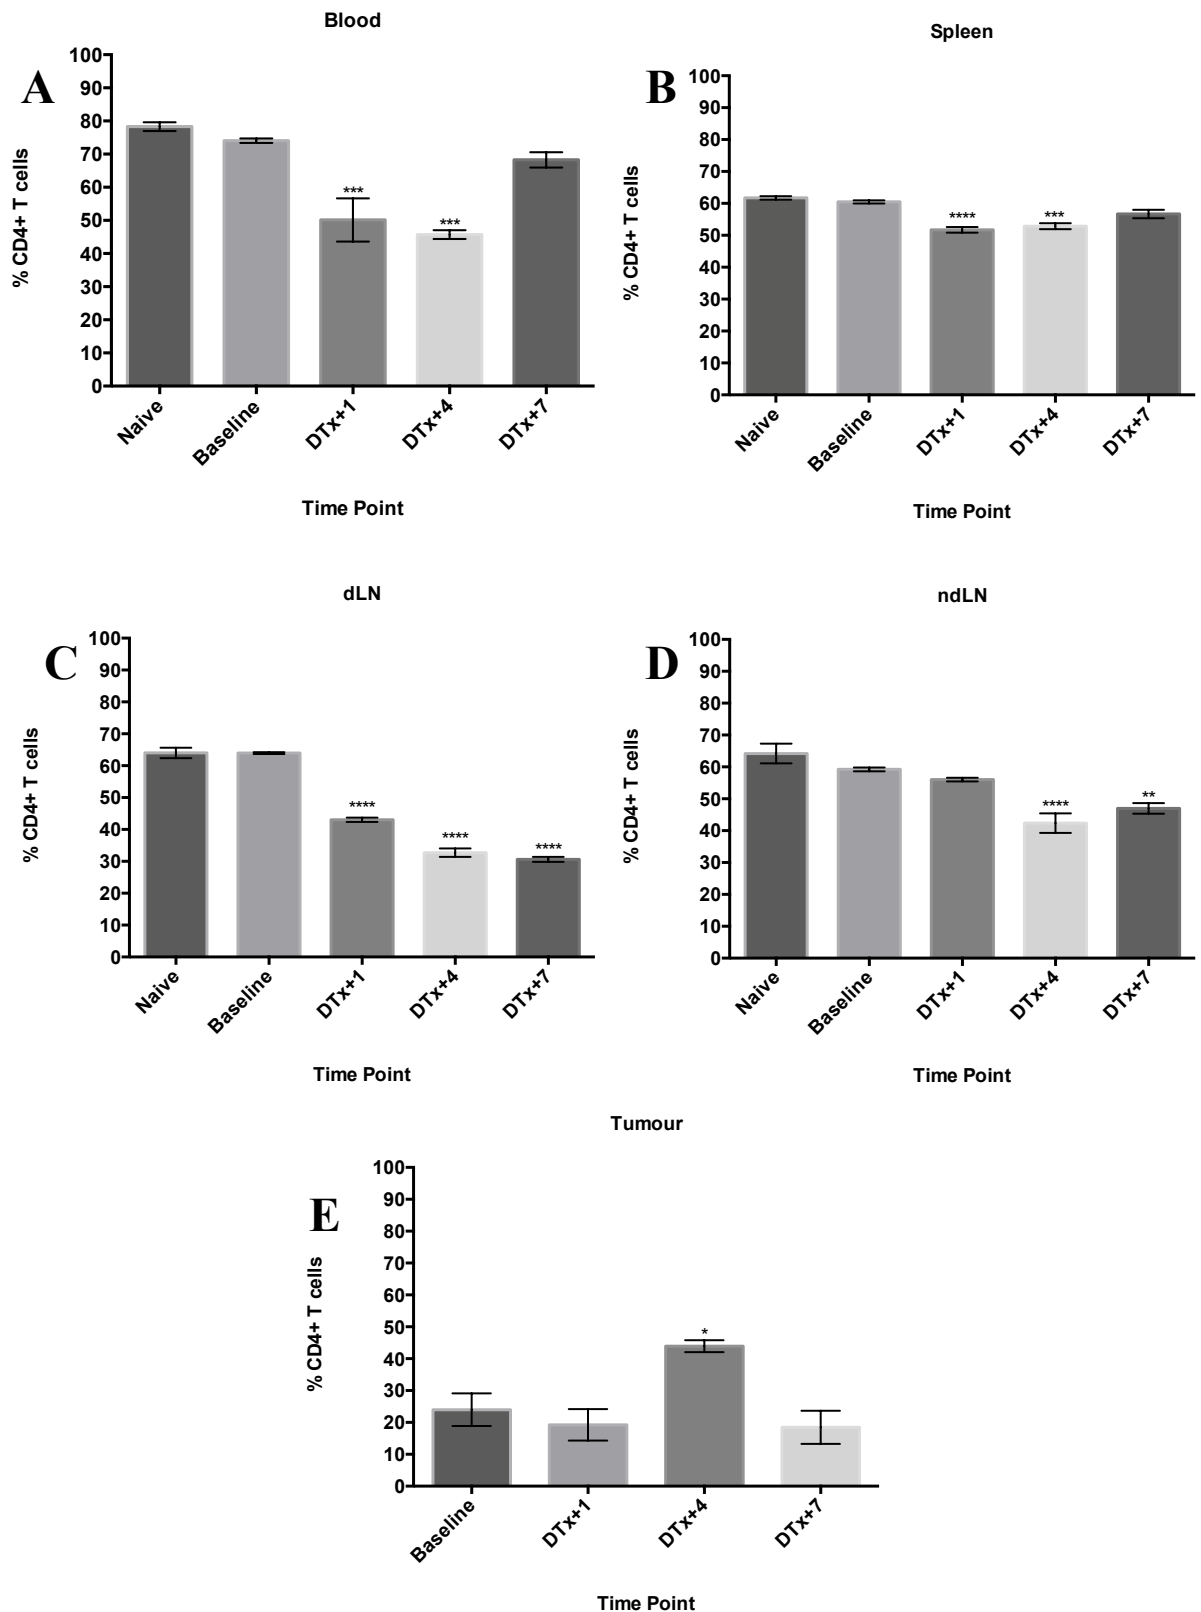 Blood
A
% CD4+ T cells
100
90
80
70
60
50
40
30
20
10
0
***
***
Naive
Baseline
DTx+1
DTx+4
DTx+7
Time Point
Spleen
B
% CD4+ T cells
100
90
80
70
60
50
40
30
20
10
0
****
***
Naive
Baseline
DTx+1
DTx+4
DTx+7
Time Point
dLN
C
% CD4+ T cells
100
90
80
70
60
50
40
30
20
10
0
****
****
****
Naive
Baseline
DTx+1
DTx+4
DTx+7
Time Point
ndLN
D
% CD4+ T cells
100
90
80
70
60
50
40
30
20
10
0
****
**
Naive
Baseline
DTx+1
DTx+4
DTx+7
Time Point
Tumour
E
% CD4+ T cells
100
90
80
70
60
50
40
30
20
10
0
*
Baseline
DTx+1
DTx+4
DTx+7
Time Point